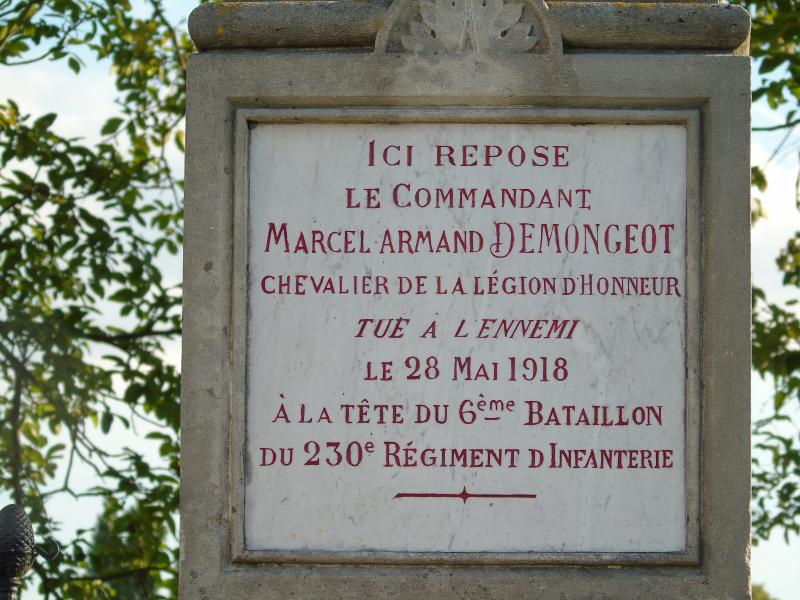 ICI REPOSE
LE COMMANDANT
MARCEL-ARMAND DEMONGEOT
CHEVALIER DE LA LÉGION D'HONNEUR
TUÉ A L'ENNEMI
LE 28 MAI 1918
À LA TÊTE DU 6ème BATAILLON
DU 230e RÉGIMENT D'INFANTERIE